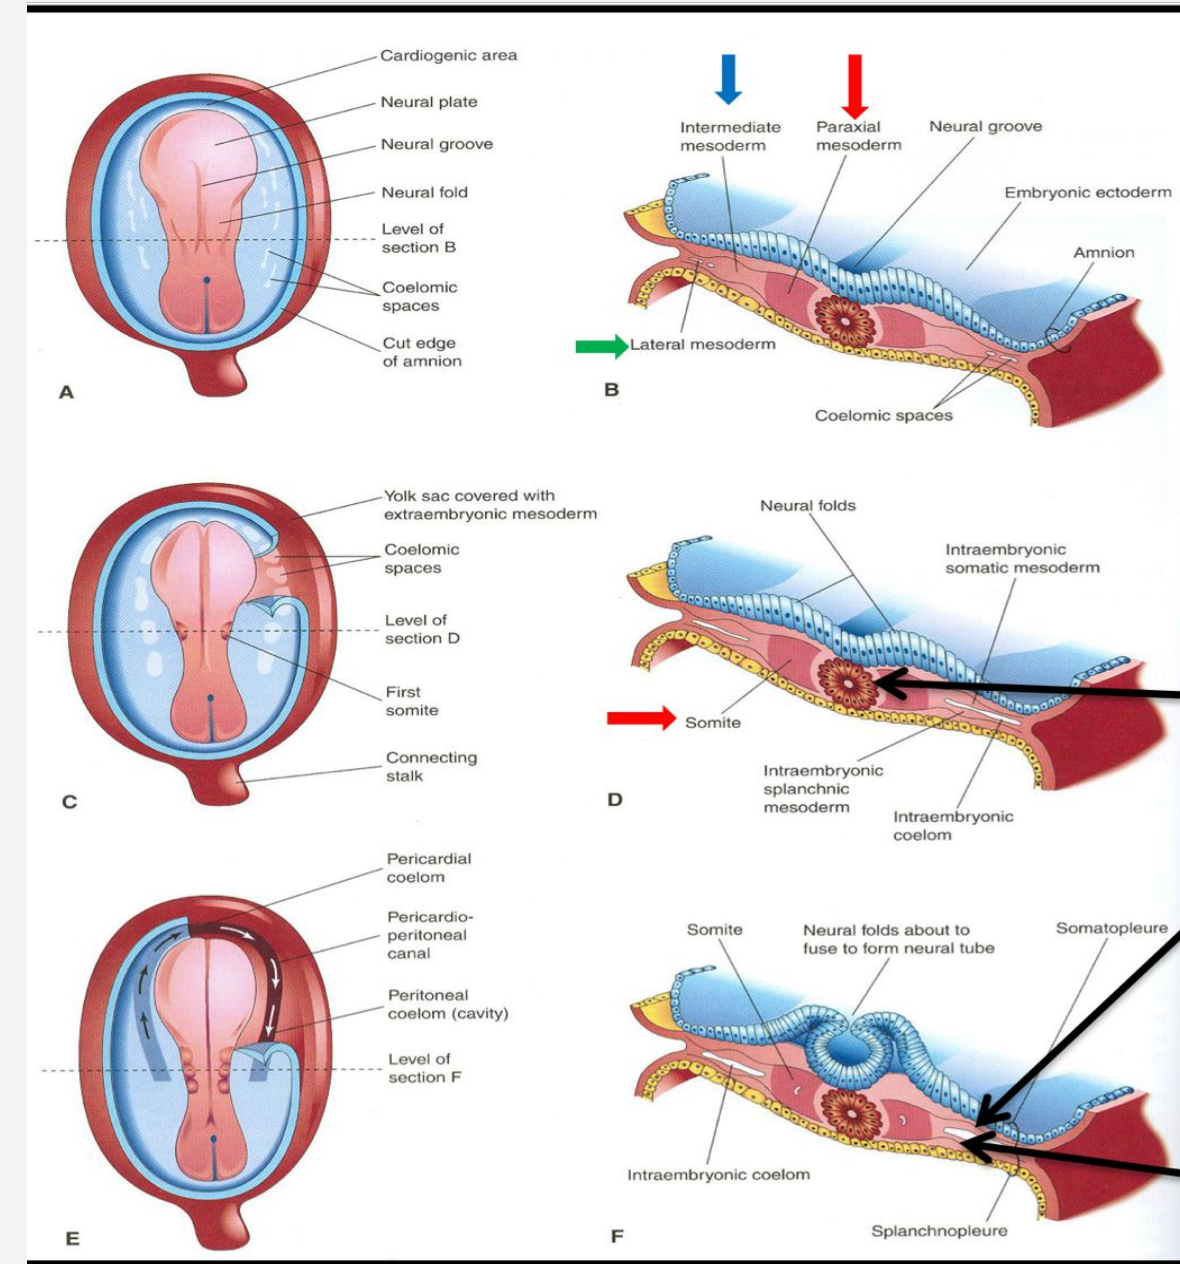 Cardiogenic area
Neural plate
Neural groove
Neural fold
Level of
section B
Coelomic
spaces
Cut edge
of amnion
A
Intermediate
mesoderm
Paraxial
mesoderm
Neural groove
Embryonic ectoderm
Amnion
Lateral mesoderm
Coelomic spaces
B
Yolk sac covered with
extraembryonic mesoderm
Coelomic
spaces
Level of
section D
First
somite
Connecting
stalk
C
Neural folds
Intraembryonic
somatic mesoderm
Somite
Intraembryonic
splanchnic
mesoderm
Intraembryonic
coelom
D
Pericardial
coelom
Pericardio-
peritoneal
canal
Peritoneal
coelom (cavity)
Level of
section F
E
Somite
Neural folds about to
fuse to form neural tube
Somatopleure
Intraembryonic coelom
Splanchnopleure
F